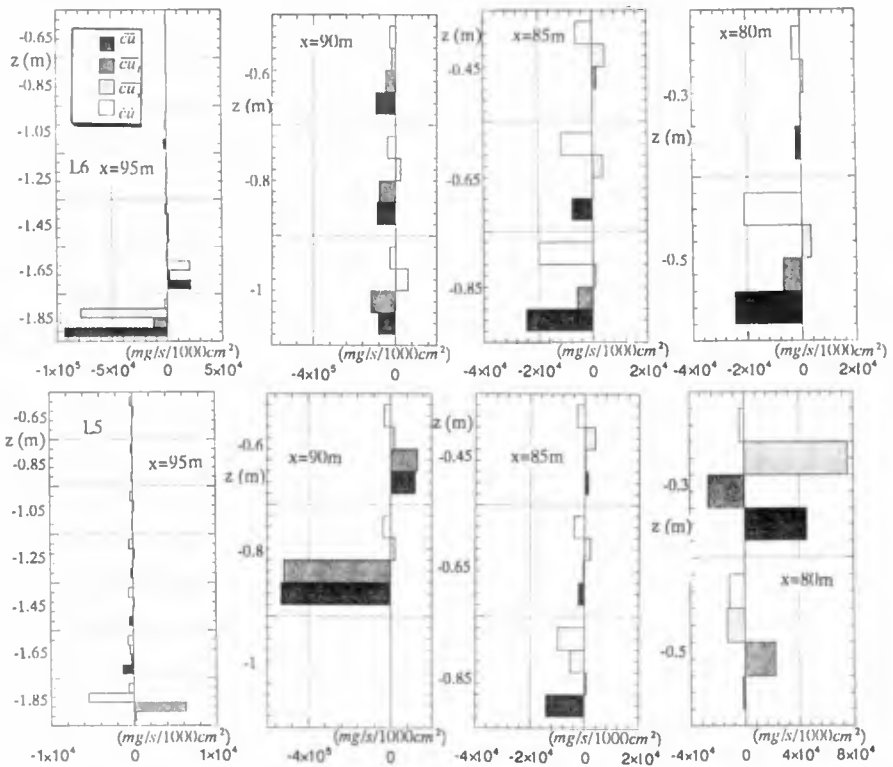 -0.65
z (m)
-0.85
-1.05
-1.25
-1.45
-1.65
-1.85
L6 x=95m
-1×10⁵ -5×10⁴ 0 5×10⁴
(mg/s/1000cm²)
x=90m
-0.6
z (m)
-0.8
-1
(mg/s/1000cm²)
-4×10⁵ 0
z (m)
x=85m
-0.45
-0.65
-0.85
(mg/s/1000cm²)
-4×10⁴ -2×10⁴ 0 2×10⁴
x=80m
-0.3
z (m)
-0.5
(mg/s/1000cm²)
-4×10⁴ -2×10⁴ 0 2×10⁴
L5
-0.65
z (m)
-0.85
x=95m
-1.05
-1.25
-1.45
-1.65
-1.85
(mg/s/1000cm²)
-1×10⁴ 0 1×10⁴
-0.6
x=90m
z (m)
-0.8
-1
(mg/s/1000cm²)
-4×10⁵ 0
z (m)
-0.45
x=85m
-0.65
-0.85
(mg/s/1000cm²)
-4×10⁴ -2×10⁴ 0 2×10⁴
-0.3
z (m)
x=80m
-0.5
(mg/s/1000cm²)
-4×10⁴ 0 4×10⁴ 8×10⁴